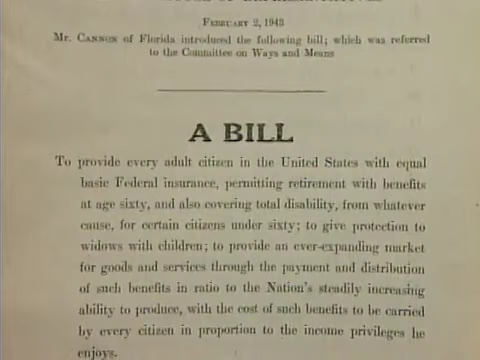 February 2, 1943
Mr. Cannon of Florida introduced the following bill; which was referred
to the Committee on Ways and Means
A BILL
To provide every adult citizen in the United States with equal
basic Federal insurance, permitting retirement with benefits
at age sixty, and also covering total disability, from whatever
cause, for certain citizens under sixty; to give protection to
widows with children; to provide an ever-expanding market
for goods and services through the payment and distribution
of such benefits in ratio to the Nation's steadily increasing
ability to produce, with the cost of such benefits to be carried
by every citizen in proportion to the income privileges he
enjoys.